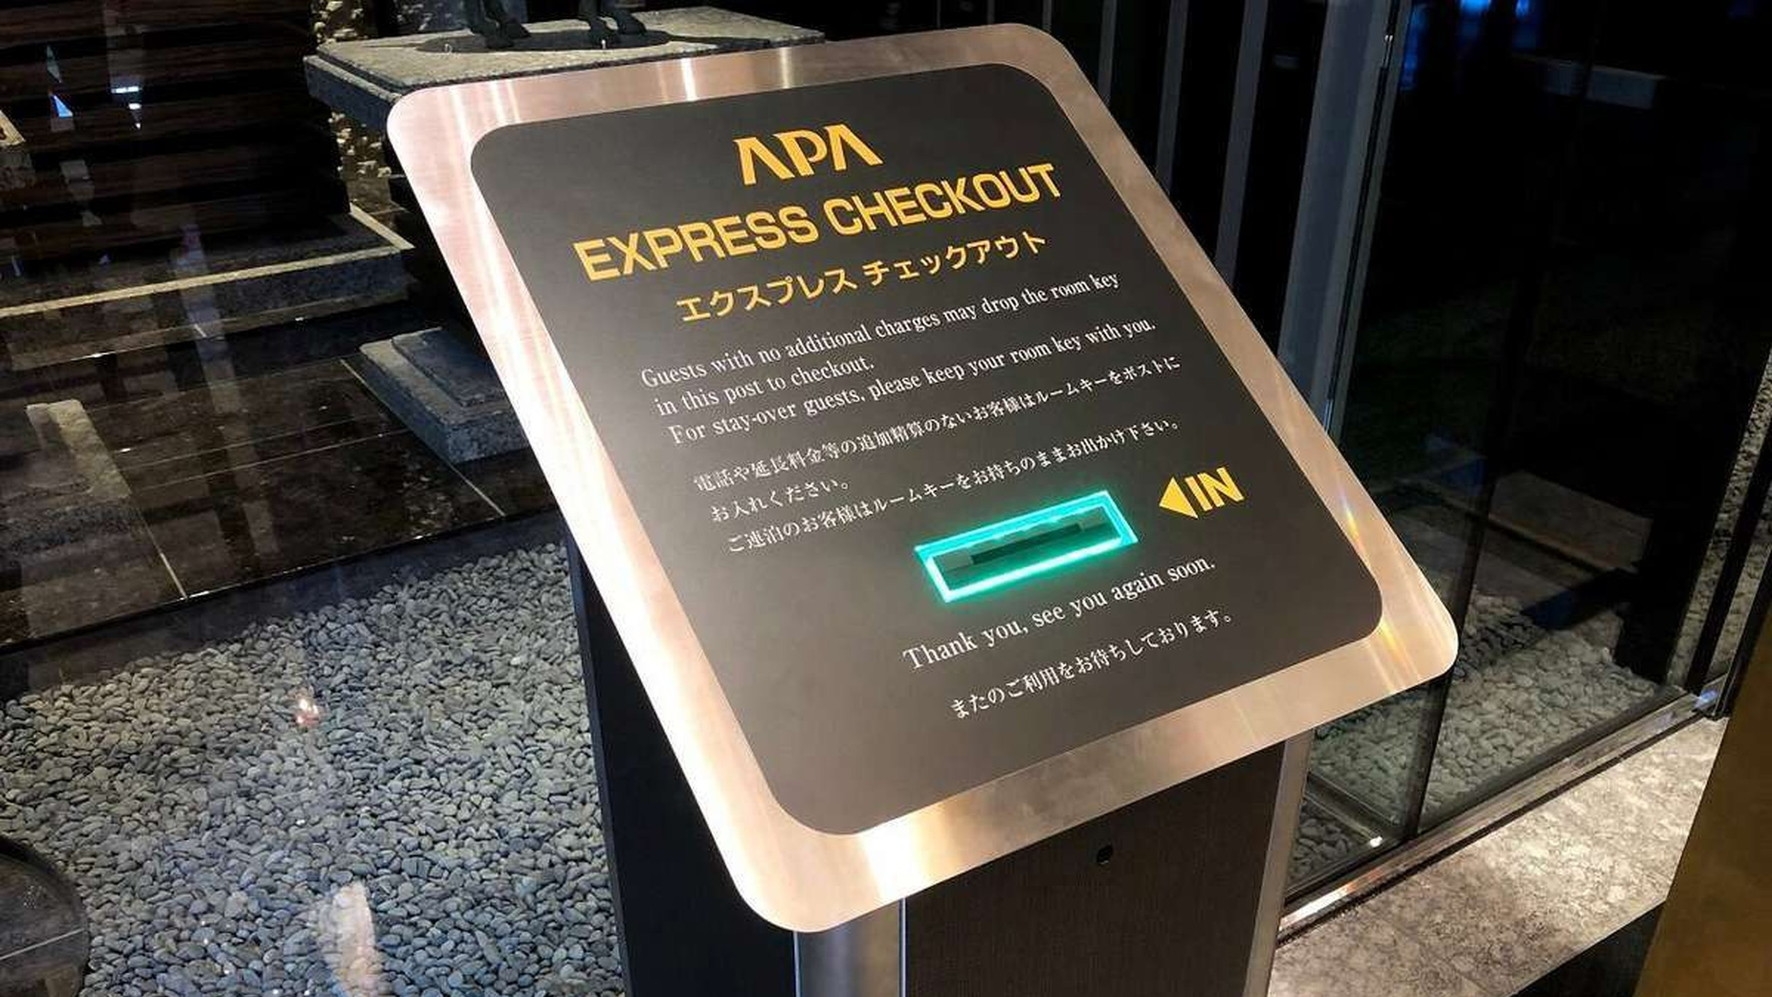 APA
EXPRESS CHECKOUT
エクスプレス チェックアウト
Guests with no additional charges may drop the room key
in this post to checkout.
For stay-over guests, please keep your room key with you.
電話や延長料金等の追加精算のないお客様はルームキーをポストに
お入れください。
ご連泊のお客様はルームキーをお持ちのままお出かけ下さい。
IN
Thank you, see you again soon.
またのご利用をお待ちしております。